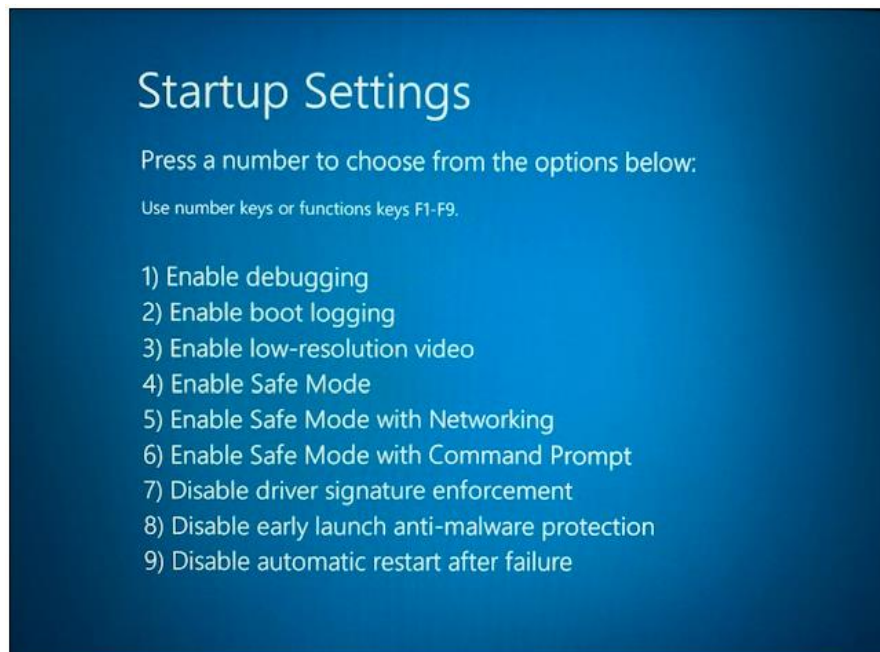 Startup Settings
Press a number to choose from the options below:
Use number keys or functions keys F1-F9.
1) Enable debugging
2) Enable boot logging
3) Enable low-resolution video
4) Enable Safe Mode
5) Enable Safe Mode with Networking
6) Enable Safe Mode with Command Prompt
7) Disable driver signature enforcement
8) Disable early launch anti-malware protection
9) Disable automatic restart after failure